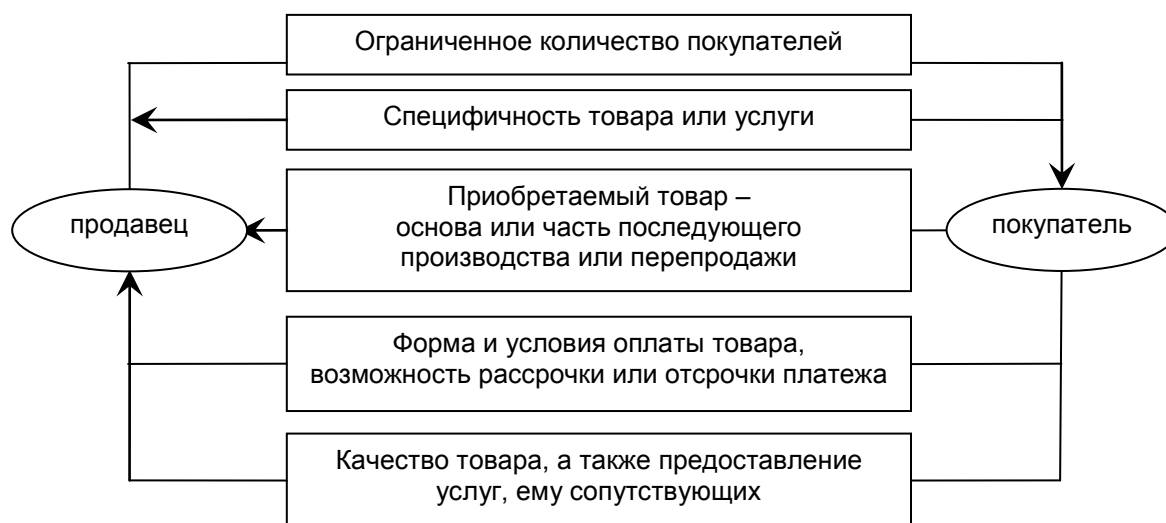 Ограниченное количество покупателей
Специфичность товара или услуги
Приобретаемый товар –
основа или часть последующего
производства или перепродажи
продавец
покупатель
Форма и условия оплаты товара,
возможность рассрочки или отсрочки платежа
Качество товара, а также предоставление
услуг, ему сопутствующих